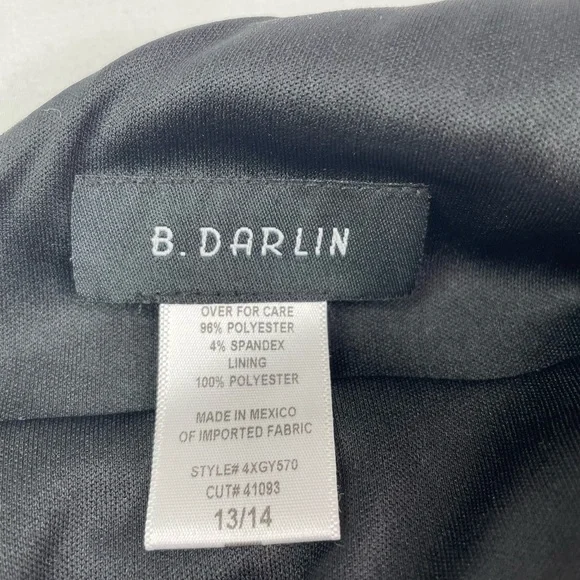 B. DARLIN
OVER FOR CARE
96% POLYESTER
4% SPANDEX
LINING
100% POLYESTER
MADE IN MEXICO
OF IMPORTED FABRIC
STYLE# 4XGY570
CUT# 41093
13/14